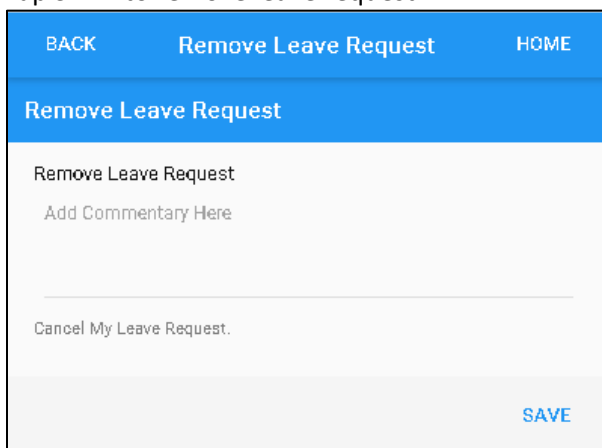 BACK Remove Leave Request HOME
Remove Leave Request
Remove Leave Request
Add Commentary Here
Cancel My Leave Request.
SAVE